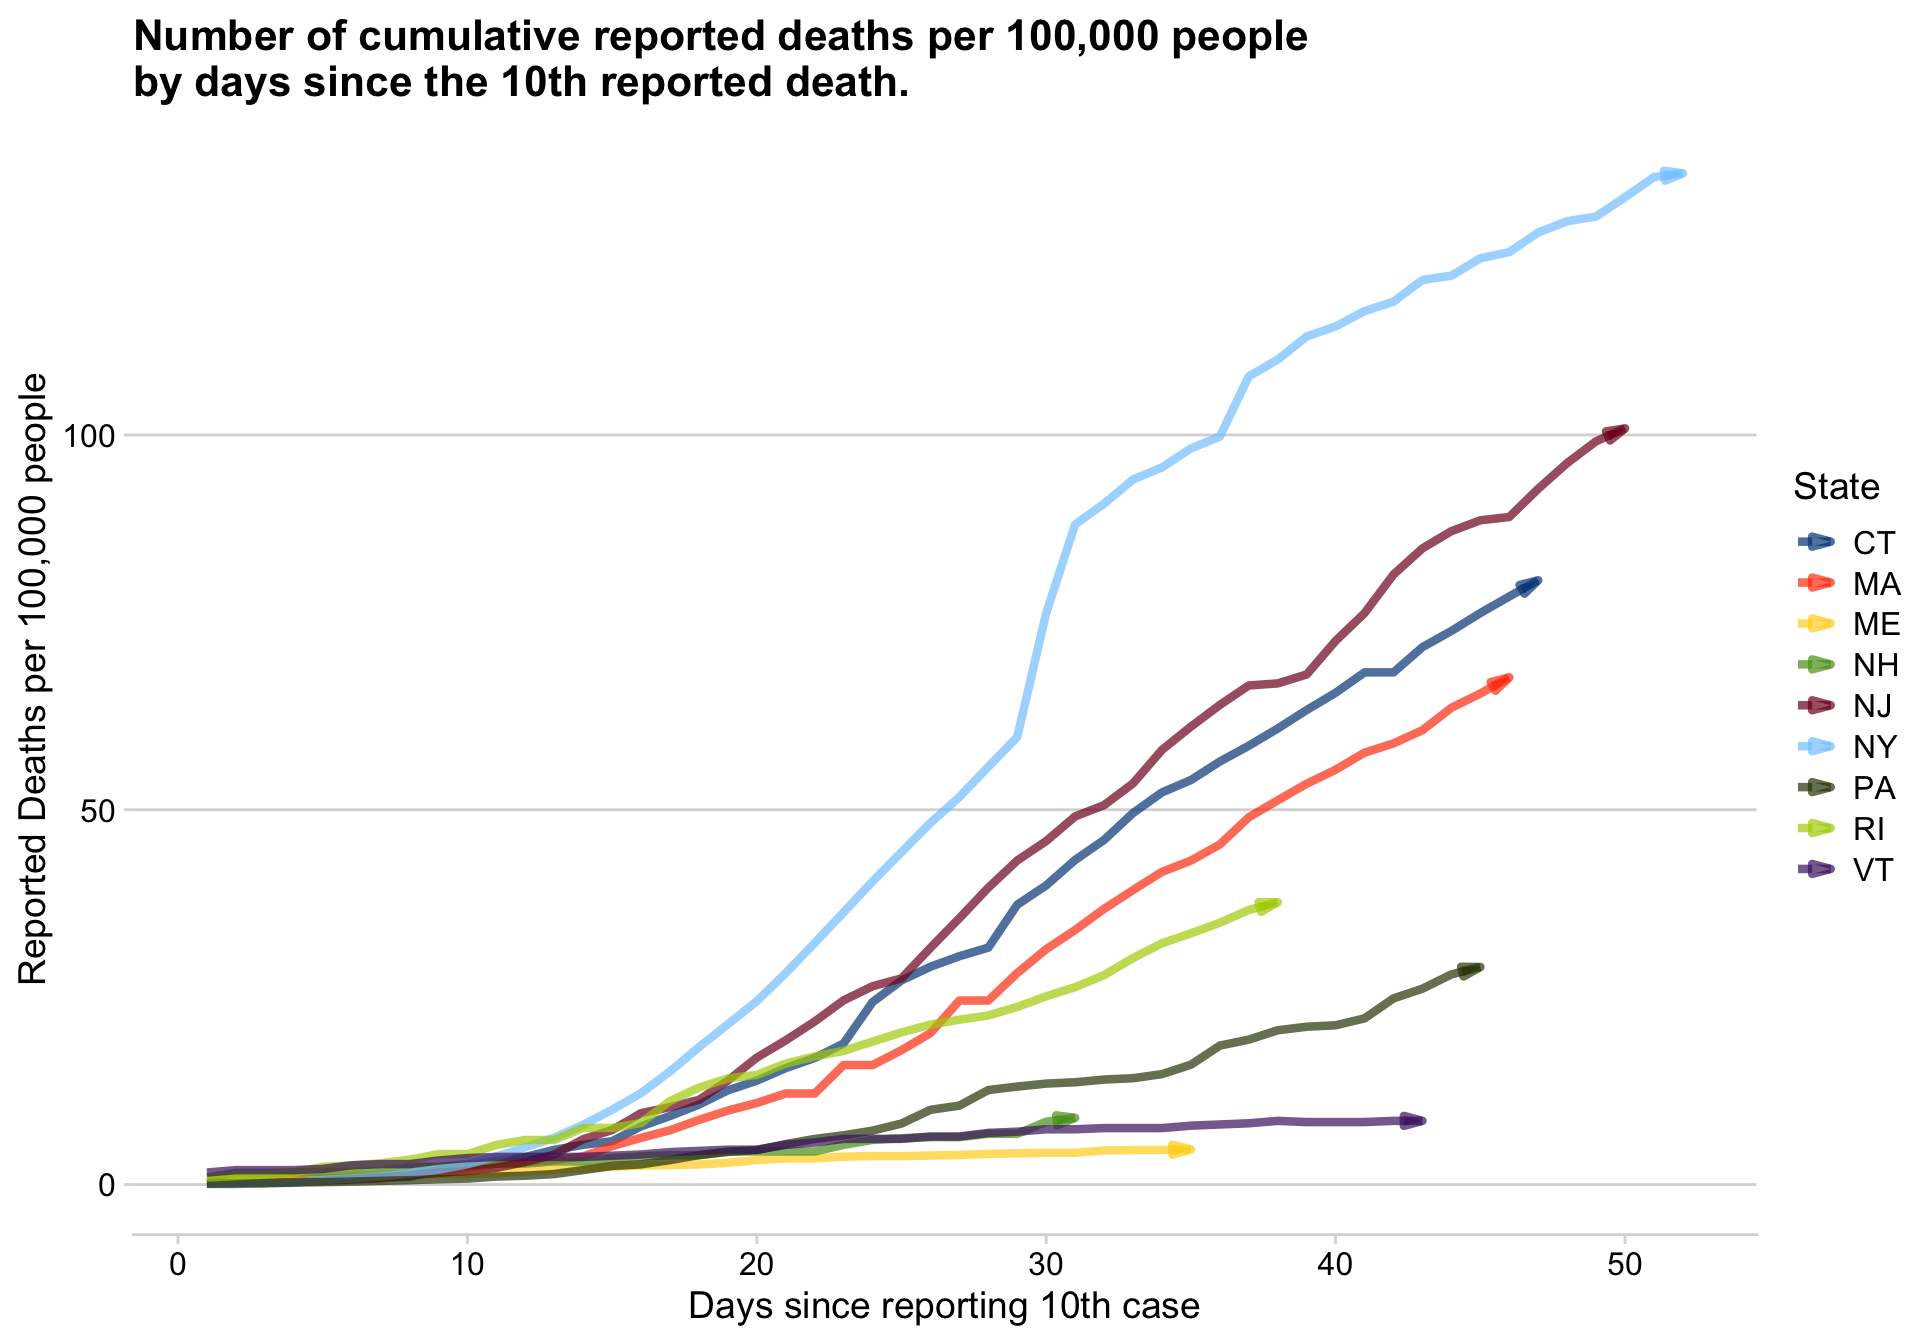 Number of cumulative reported deaths per 100,000 people
by days since the 10th reported death.
Reported Deaths per 100,000 people
100
50
0
0
10
20
30
40
50
Days since reporting 10th case
State
CT
MA
ME
NH
NJ
NY
PA
RI
VT